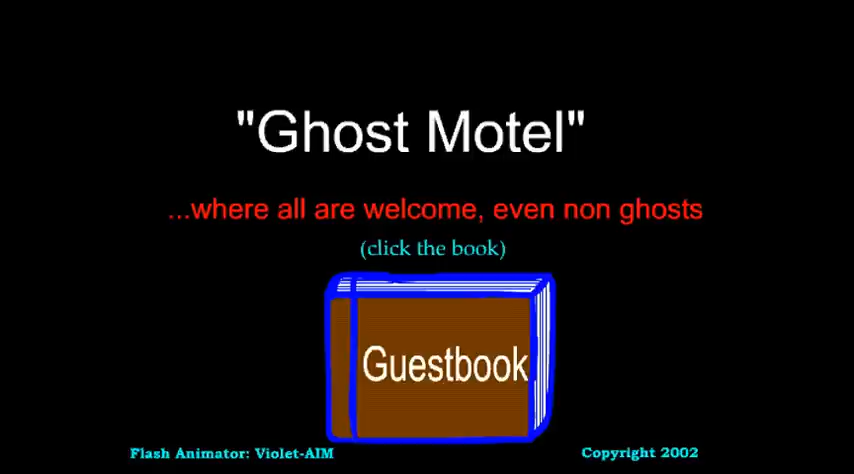 "Ghost Motel"
...where all are welcome, even non ghosts
(click the book)
Guestbook
Flash Animator: Violet-AIM
Copyright 2002